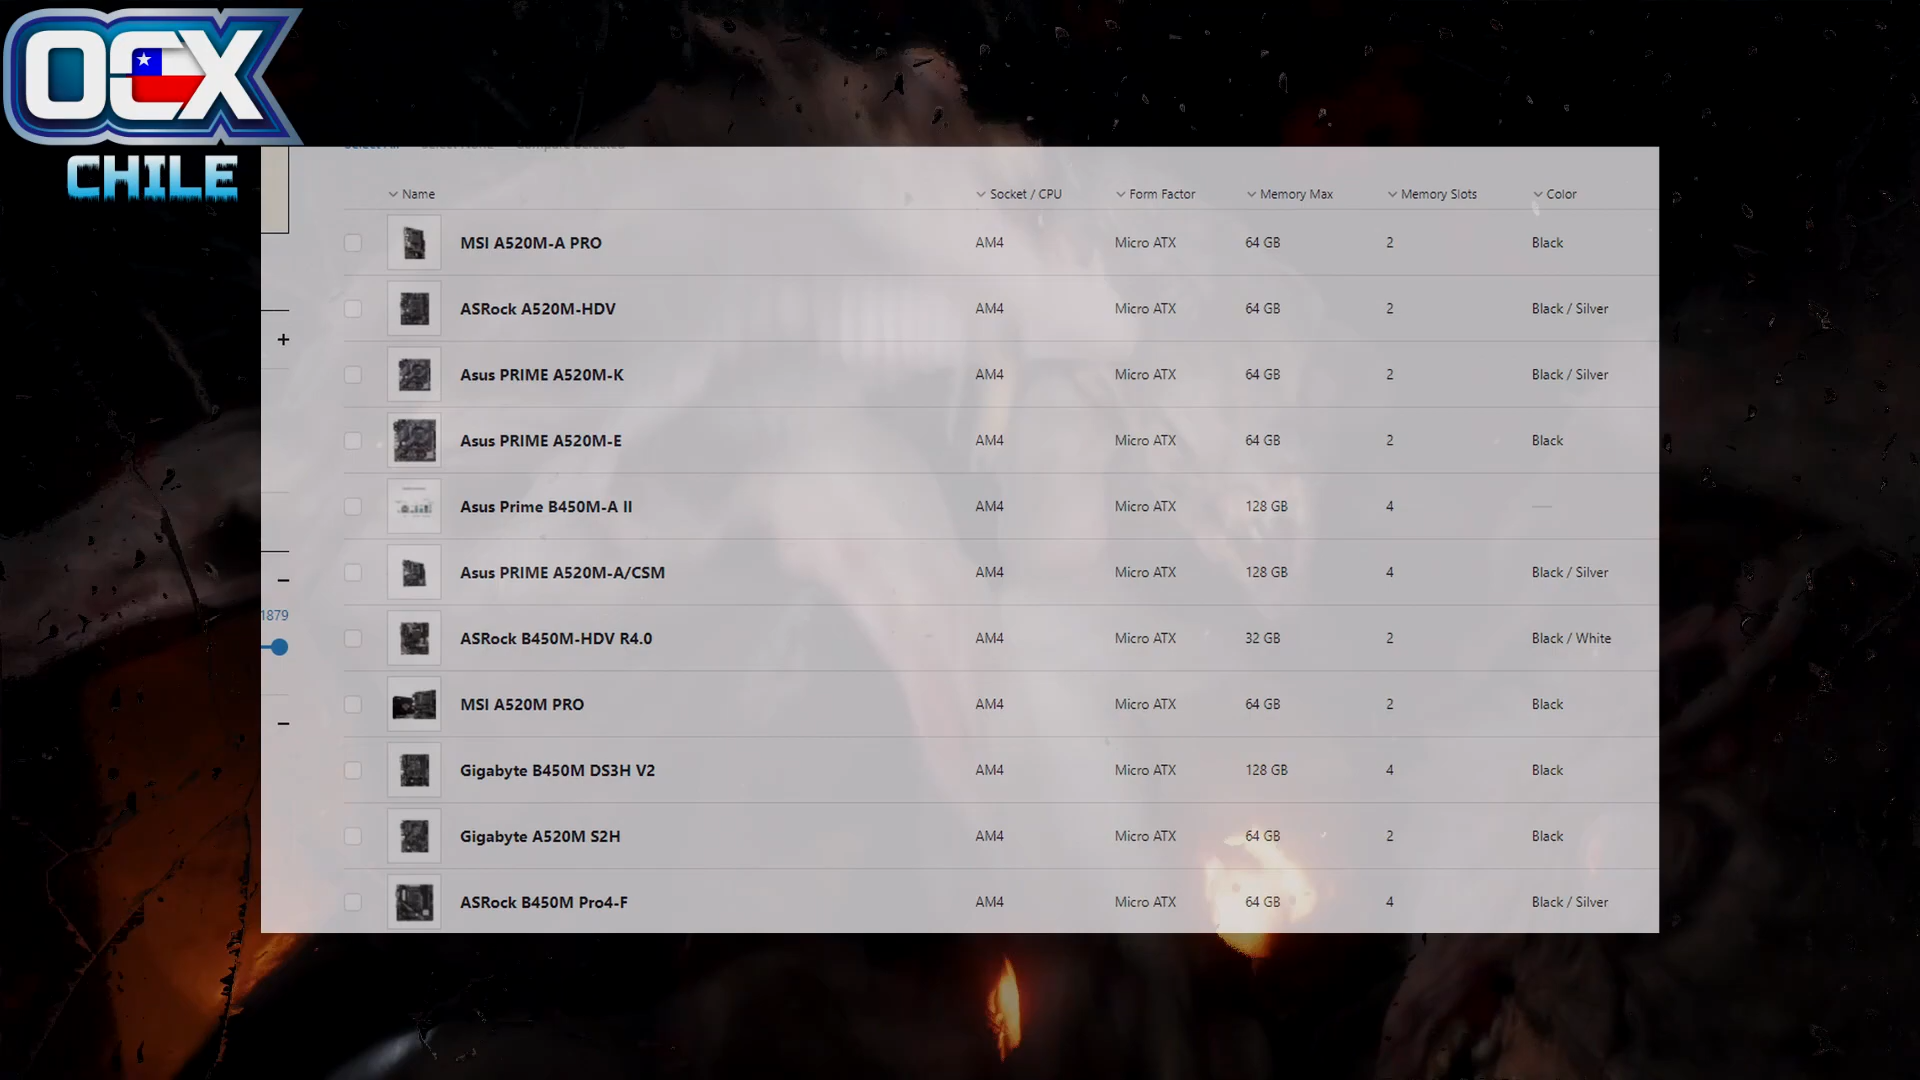 OCX
CHILE
Select All Select None Compare Selected
Name Socket / CPU Form Factor Memory Max Memory Slots Color
MSI A520M-A PRO AM4 Micro ATX 64 GB 2 Black
ASRock A520M-HDV AM4 Micro ATX 64 GB 2 Black / Silver
+
Asus PRIME A520M-K AM4 Micro ATX 64 GB 2 Black / Silver
Asus PRIME A520M-E AM4 Micro ATX 64 GB 2 Black
Asus Prime B450M-A II AM4 Micro ATX 128 GB 4 —
Asus PRIME A520M-A/CSM AM4 Micro ATX 128 GB 4 Black / Silver
–
1879
ASRock B450M-HDV R4.0 AM4 Micro ATX 32 GB 2 Black / White
MSI A520M PRO AM4 Micro ATX 64 GB 2 Black
–
Gigabyte B450M DS3H V2 AM4 Micro ATX 128 GB 4 Black
Gigabyte A520M S2H AM4 Micro ATX 64 GB 2 Black
ASRock B450M Pro4-F AM4 Micro ATX 64 GB 4 Black / Silver